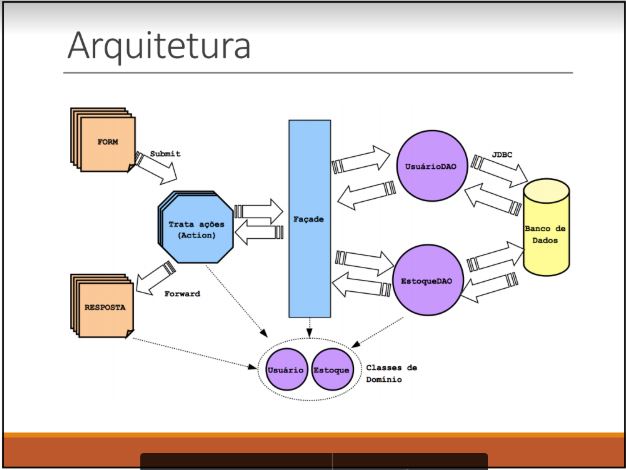 Arquitetura
FORM
Submit
Trata ações
(Action)
Forward
RESPOSTA
Façade
UsuárioDAO
JDBC
EstoqueDAO
Banco de
Dados
Usuário
Estoque
Classes de
Domínio